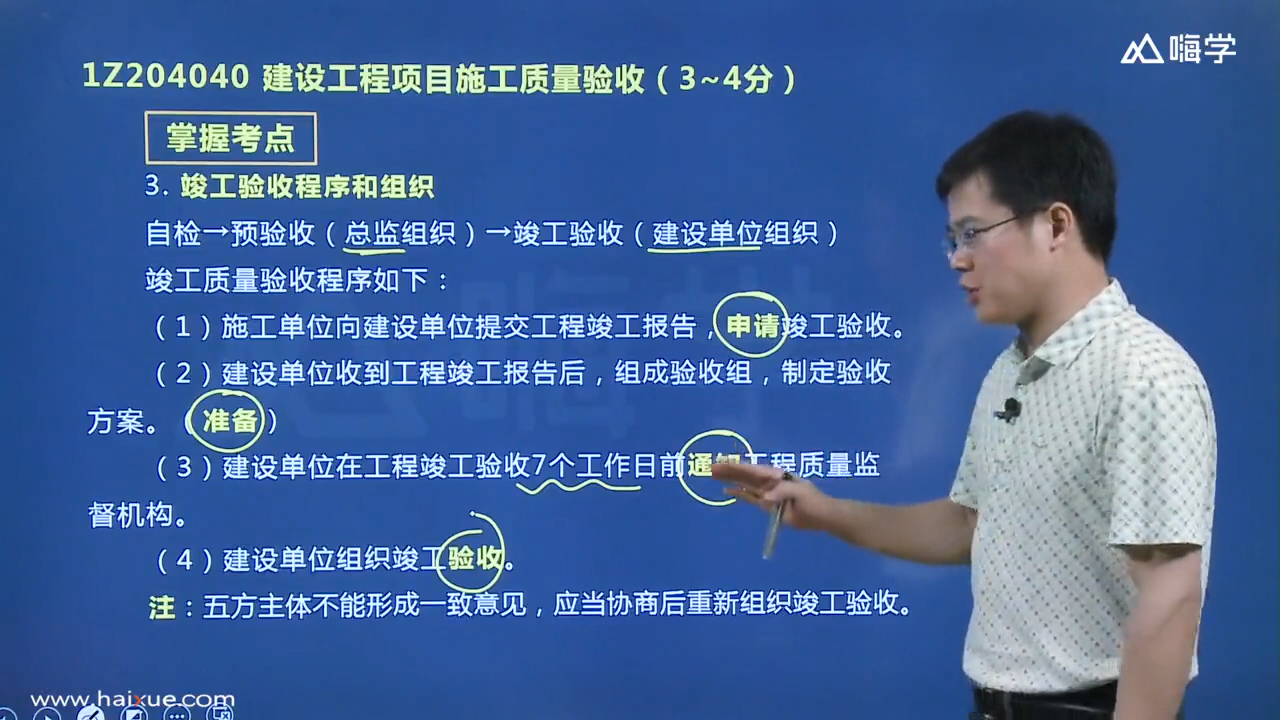 嗨学
1Z204040 建设工程项目施工质量验收（3~4分）
掌握考点
3. 竣工验收程序和组织
自检→预验收（总监组织）→竣工验收（建设单位组织）
竣工质量验收程序如下：
（1）施工单位向建设单位提交工程竣工报告，申请竣工验收。
（2）建设单位收到工程竣工报告后，组成验收组，制定验收
方案。（准备）
（3）建设单位在工程竣工验收7个工作日前通知工程质量监
督机构。
（4）建设单位组织竣工验收。
注：五方主体不能形成一致意见，应当协商后重新组织竣工验收。
www.haixue.com